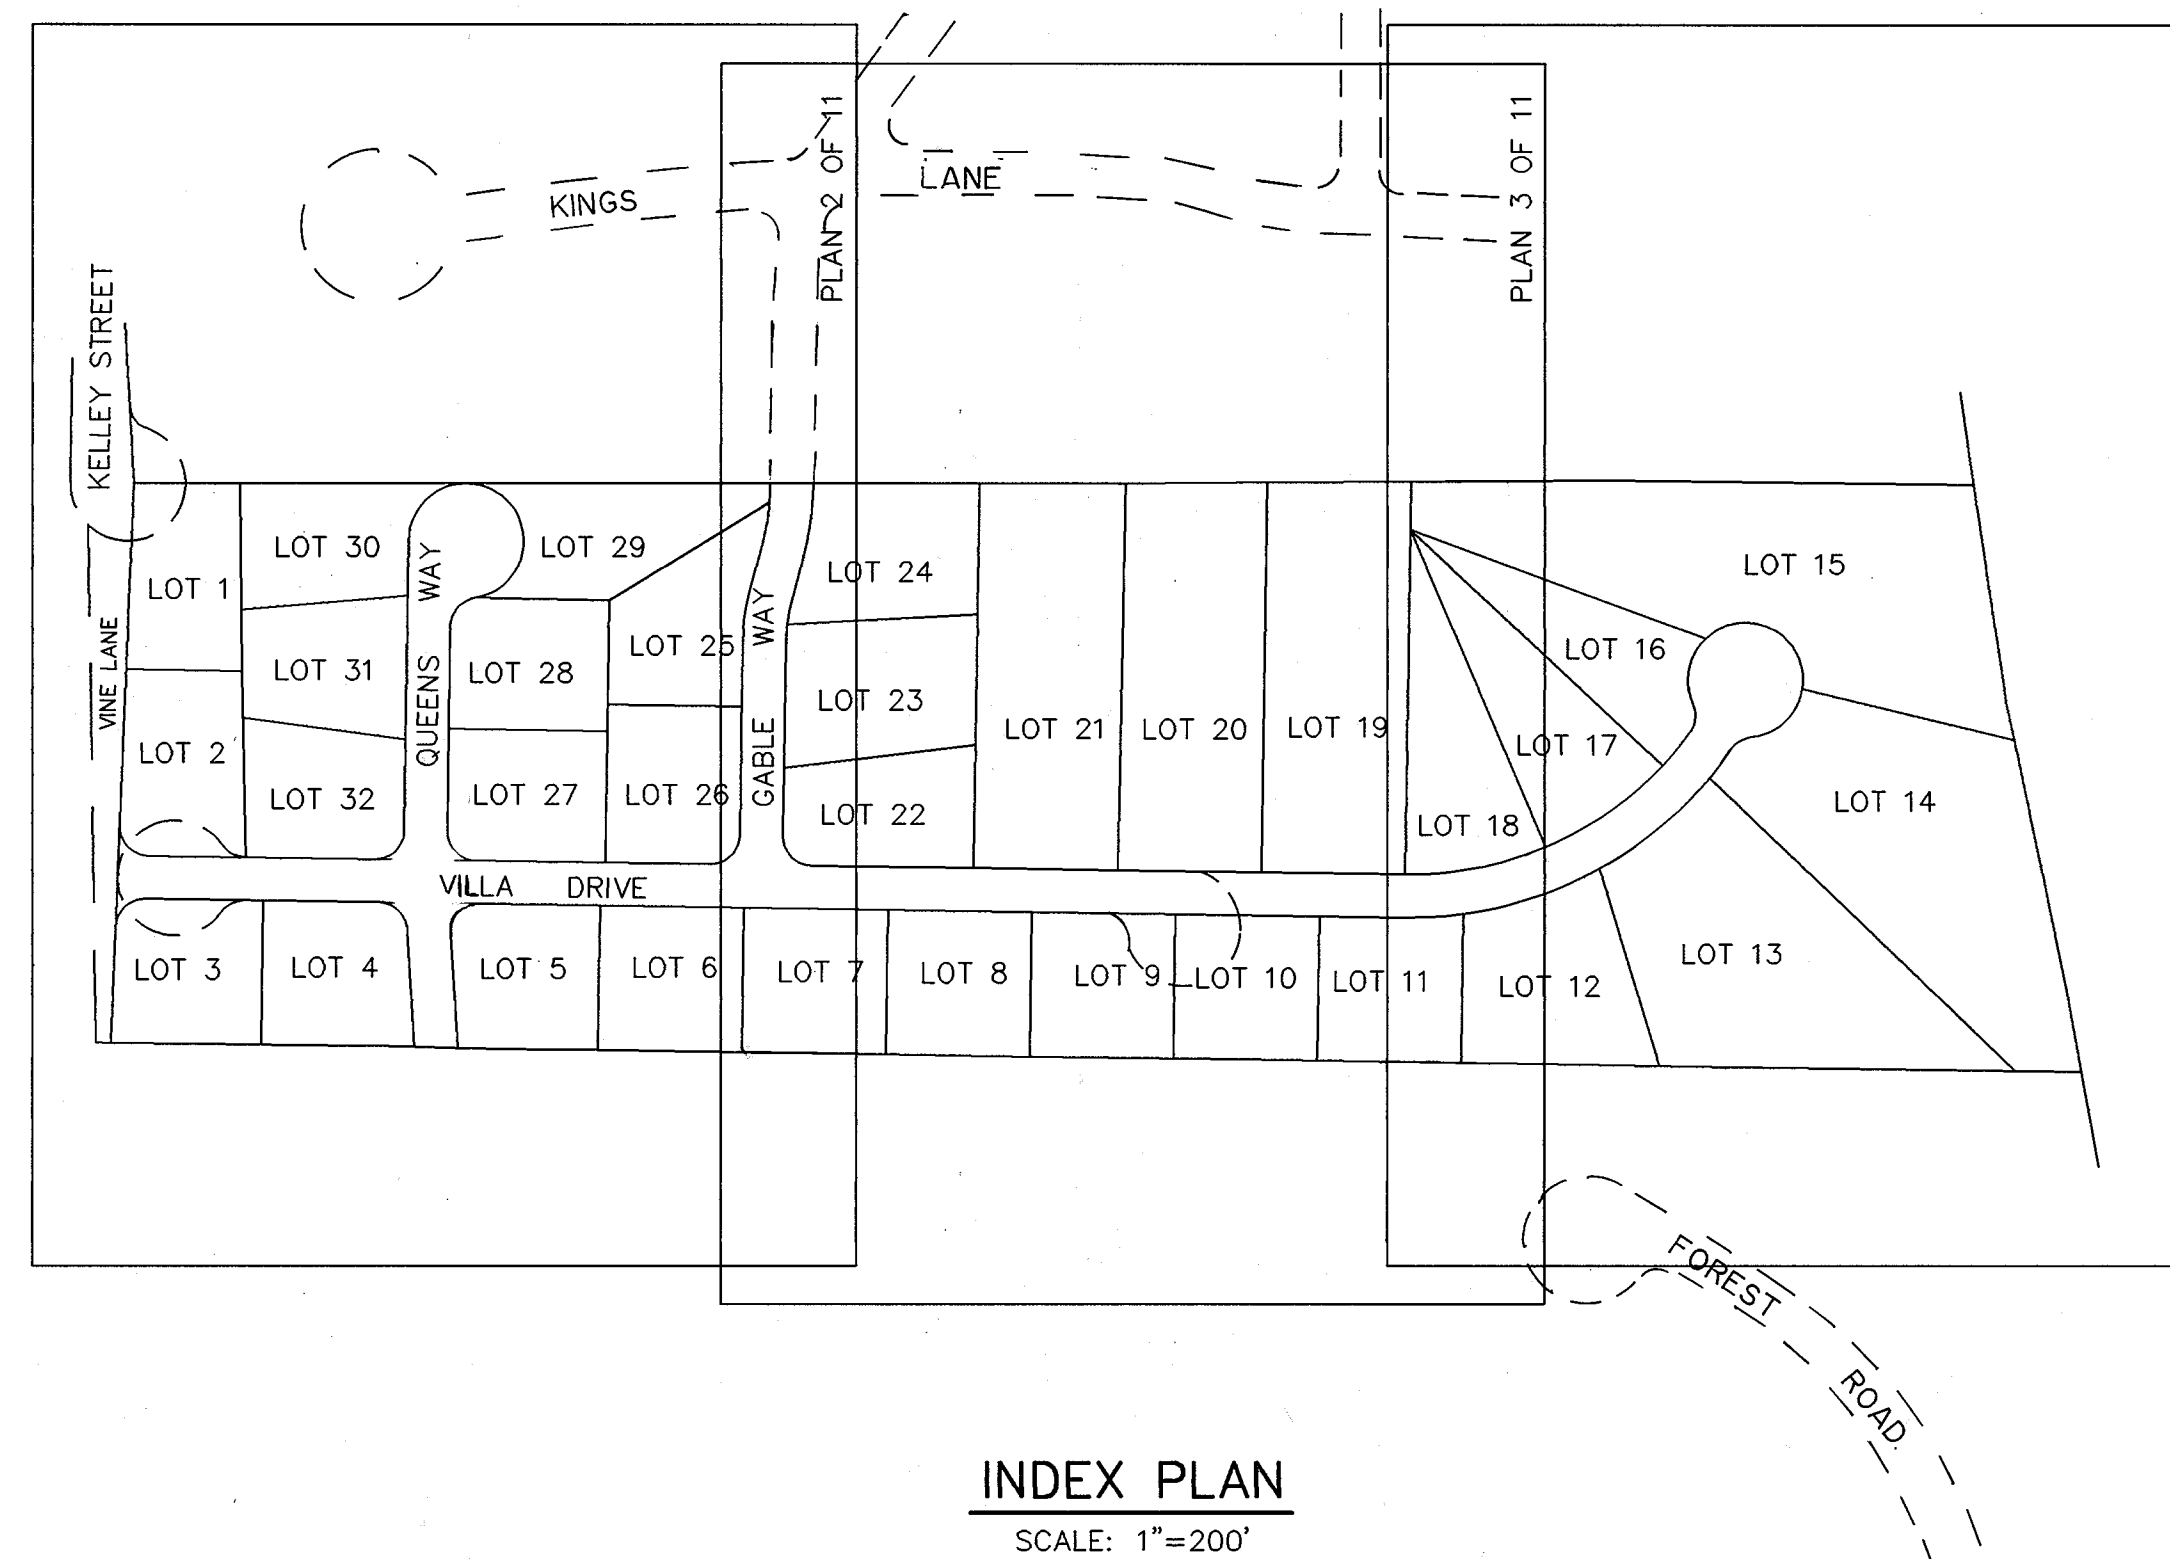 PLAN 2 OF 11
PLAN 3 OF 11
KINGS
LANE
KELLEY STREET
LOT 30
LOT 29
LOT 1
QUEENS WAY
LOT 24
LOT 15
LOT 25
GABLE WAY
LOT 16
VINE LANE
LOT 31
LOT 28
LOT 23
LOT 21
LOT 20
LOT 19
LOT 17
LOT 2
LOT 32
LOT 27
LOT 26
LOT 22
LOT 18
LOT 14
VILLA DRIVE
LOT 3
LOT 4
LOT 5
LOT 6
LOT 7
LOT 8
LOT 9
LOT 10
LOT 11
LOT 12
LOT 13
FOREST
ROAD
INDEX PLAN
SCALE: 1"=200'